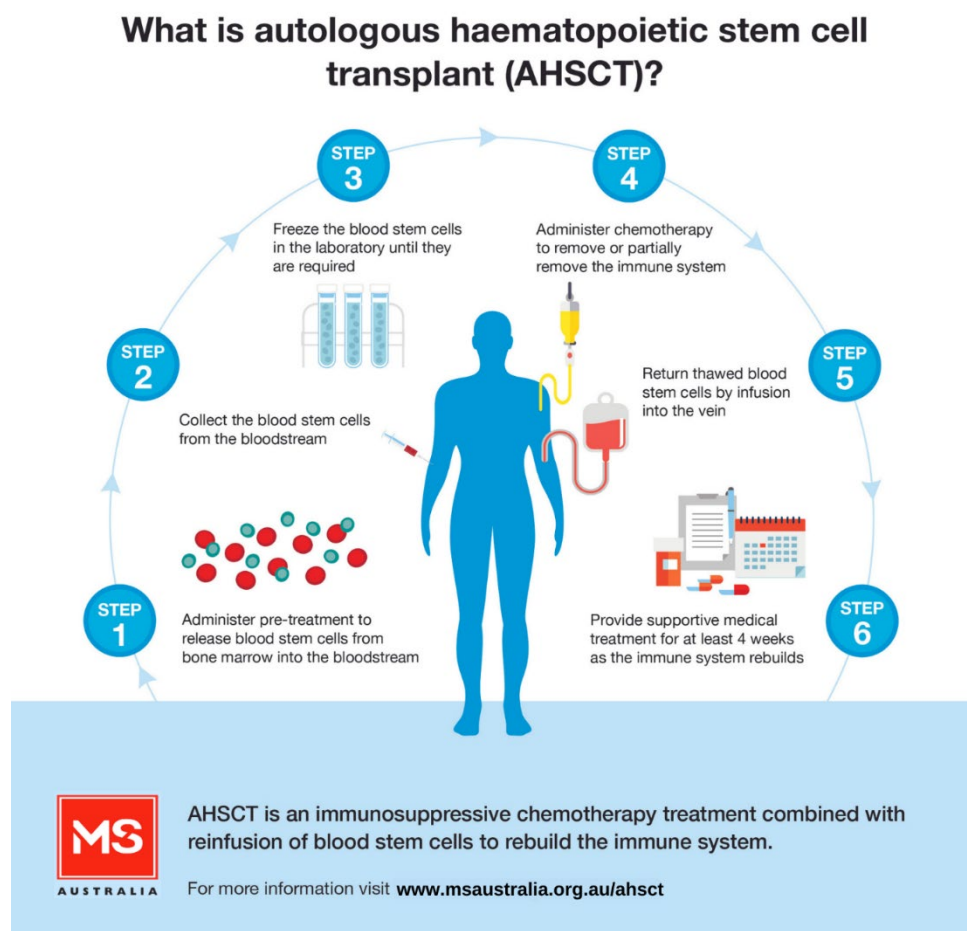 What is autologous haematopoietic stem cell
transplant (AHSCT)?
STEP
1
Administer pre-treatment to
release blood stem cells from
bone marrow into the bloodstream
STEP
2
Collect the blood stem cells
from the bloodstream
STEP
3
Freeze the blood stem cells
in the laboratory until they
are required
STEP
4
Administer chemotherapy
to remove or partially
remove the immune system
STEP
5
Return thawed blood
stem cells by infusion
into the vein
STEP
6
Provide supportive medical
treatment for at least 4 weeks
as the immune system rebuilds
MS
AUSTRALIA
AHSCT is an immunosuppressive chemotherapy treatment combined with
reinfusion of blood stem cells to rebuild the immune system.
For more information visit www.msaustralia.org.au/ahsct